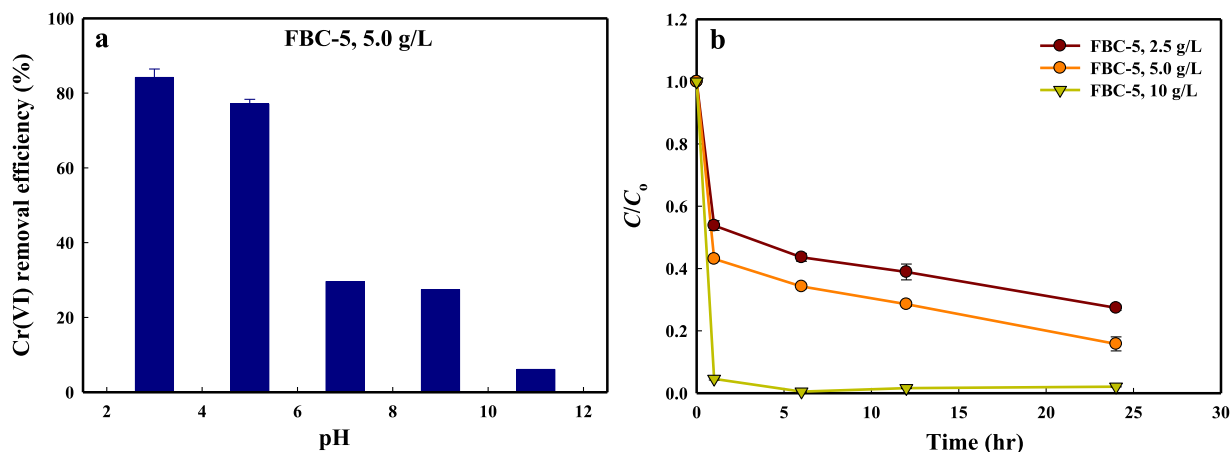 a
FBC-5, 5.0 g/L
Cr(VI) removal efficiency (%)
100
80
60
40
20
0
2 4 6 8 10 12
pH
b
FBC-5, 2.5 g/L
FBC-5, 5.0 g/L
FBC-5, 10 g/L
C/Co
1.2
1.0
0.8
0.6
0.4
0.2
0.0
0 5 10 15 20 25 30
Time (hr)